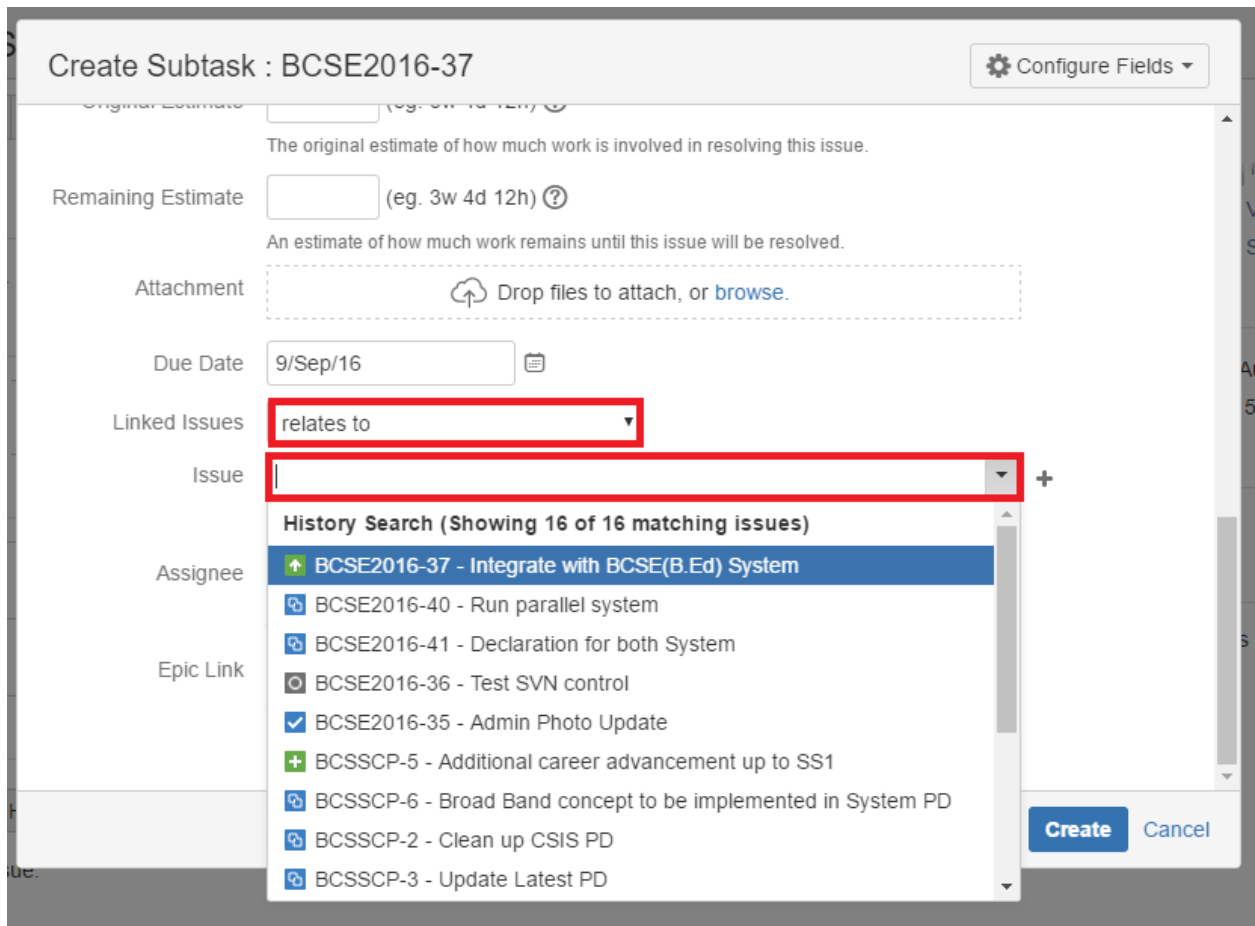 Create Subtask : BCSE2016-37
Configure Fields
Original Estimate (eg. 3w 4d 12h)
The original estimate of how much work is involved in resolving this issue.
Remaining Estimate (eg. 3w 4d 12h)
An estimate of how much work remains until this issue will be resolved.
Attachment Drop files to attach, or browse.
Due Date 9/Sep/16
Linked Issues relates to
Issue
History Search (Showing 16 of 16 matching issues)
BCSE2016-37 - Integrate with BCSE(B.Ed) System
Assignee
BCSE2016-40 - Run parallel system
BCSE2016-41 - Declaration for both System
Epic Link
BCSE2016-36 - Test SVN control
BCSE2016-35 - Admin Photo Update
BCSSCP-5 - Additional career advancement up to SS1
BCSSCP-6 - Broad Band concept to be implemented in System PD
BCSSCP-2 - Clean up CSIS PD
BCSSCP-3 - Update Latest PD
Create Cancel